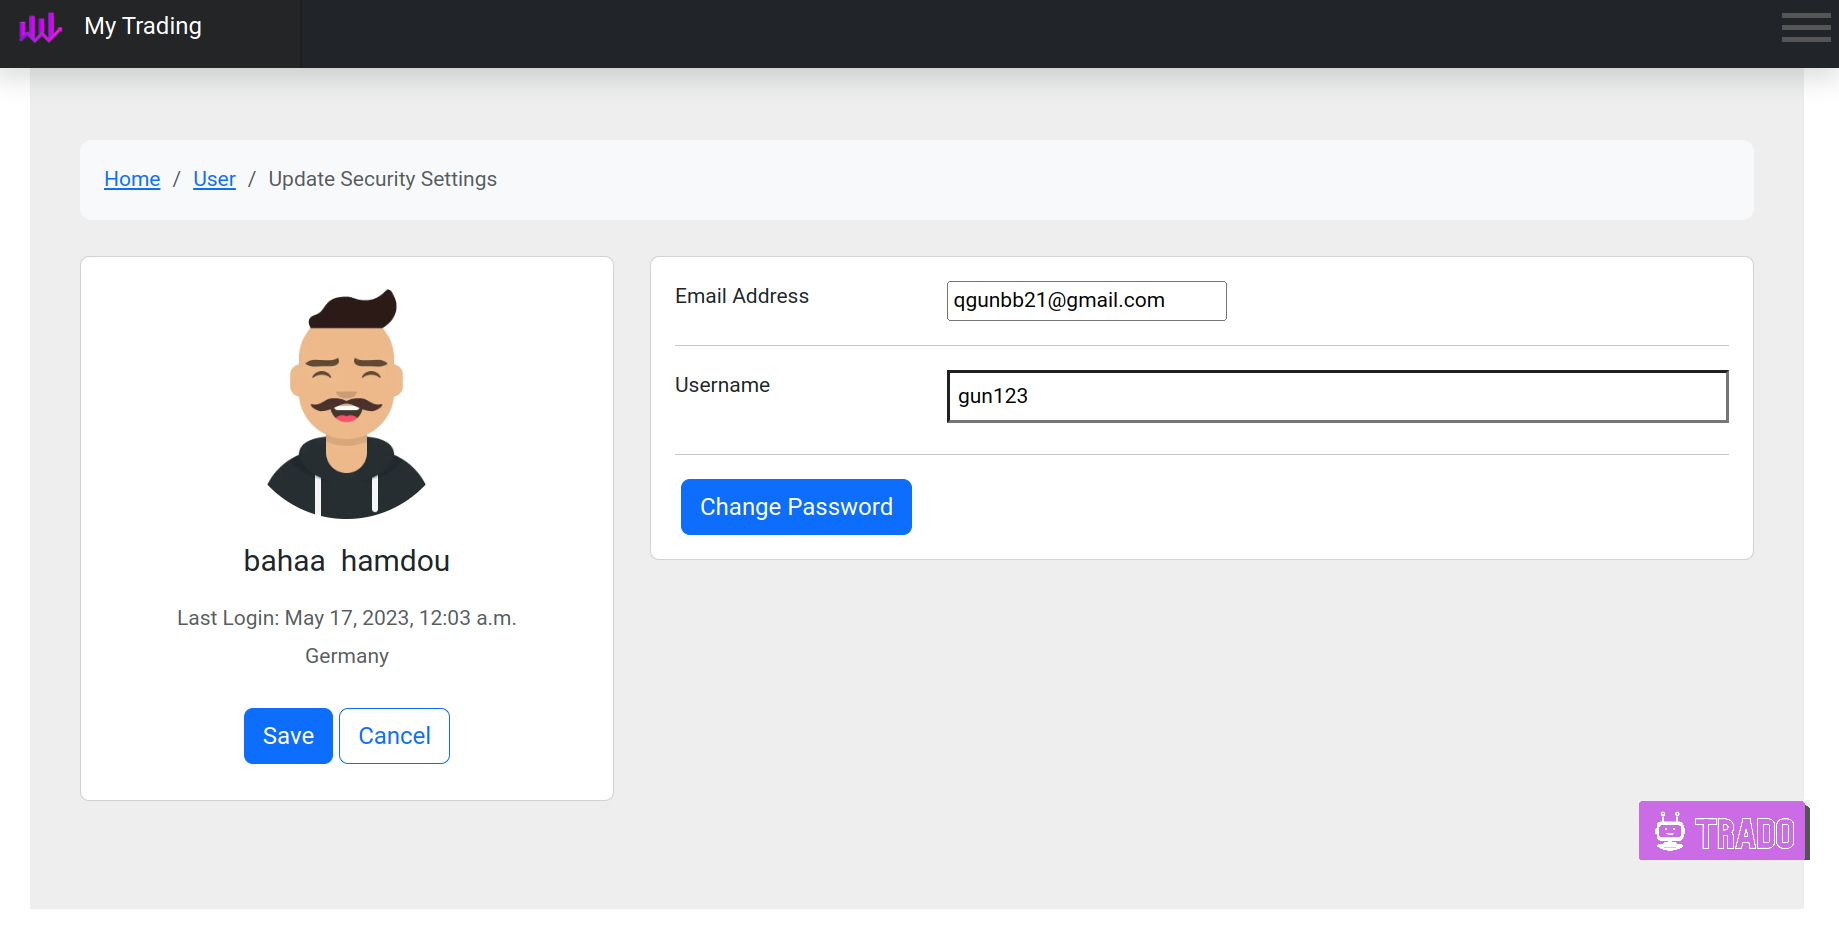 My Trading
Home / User / Update Security Settings
Email Address
qgunbb21@gmail.com
Username
gun123
Change Password
bahaa hamdou
Last Login: May 17, 2023, 12:03 a.m.
Germany
Save
Cancel
TRADO